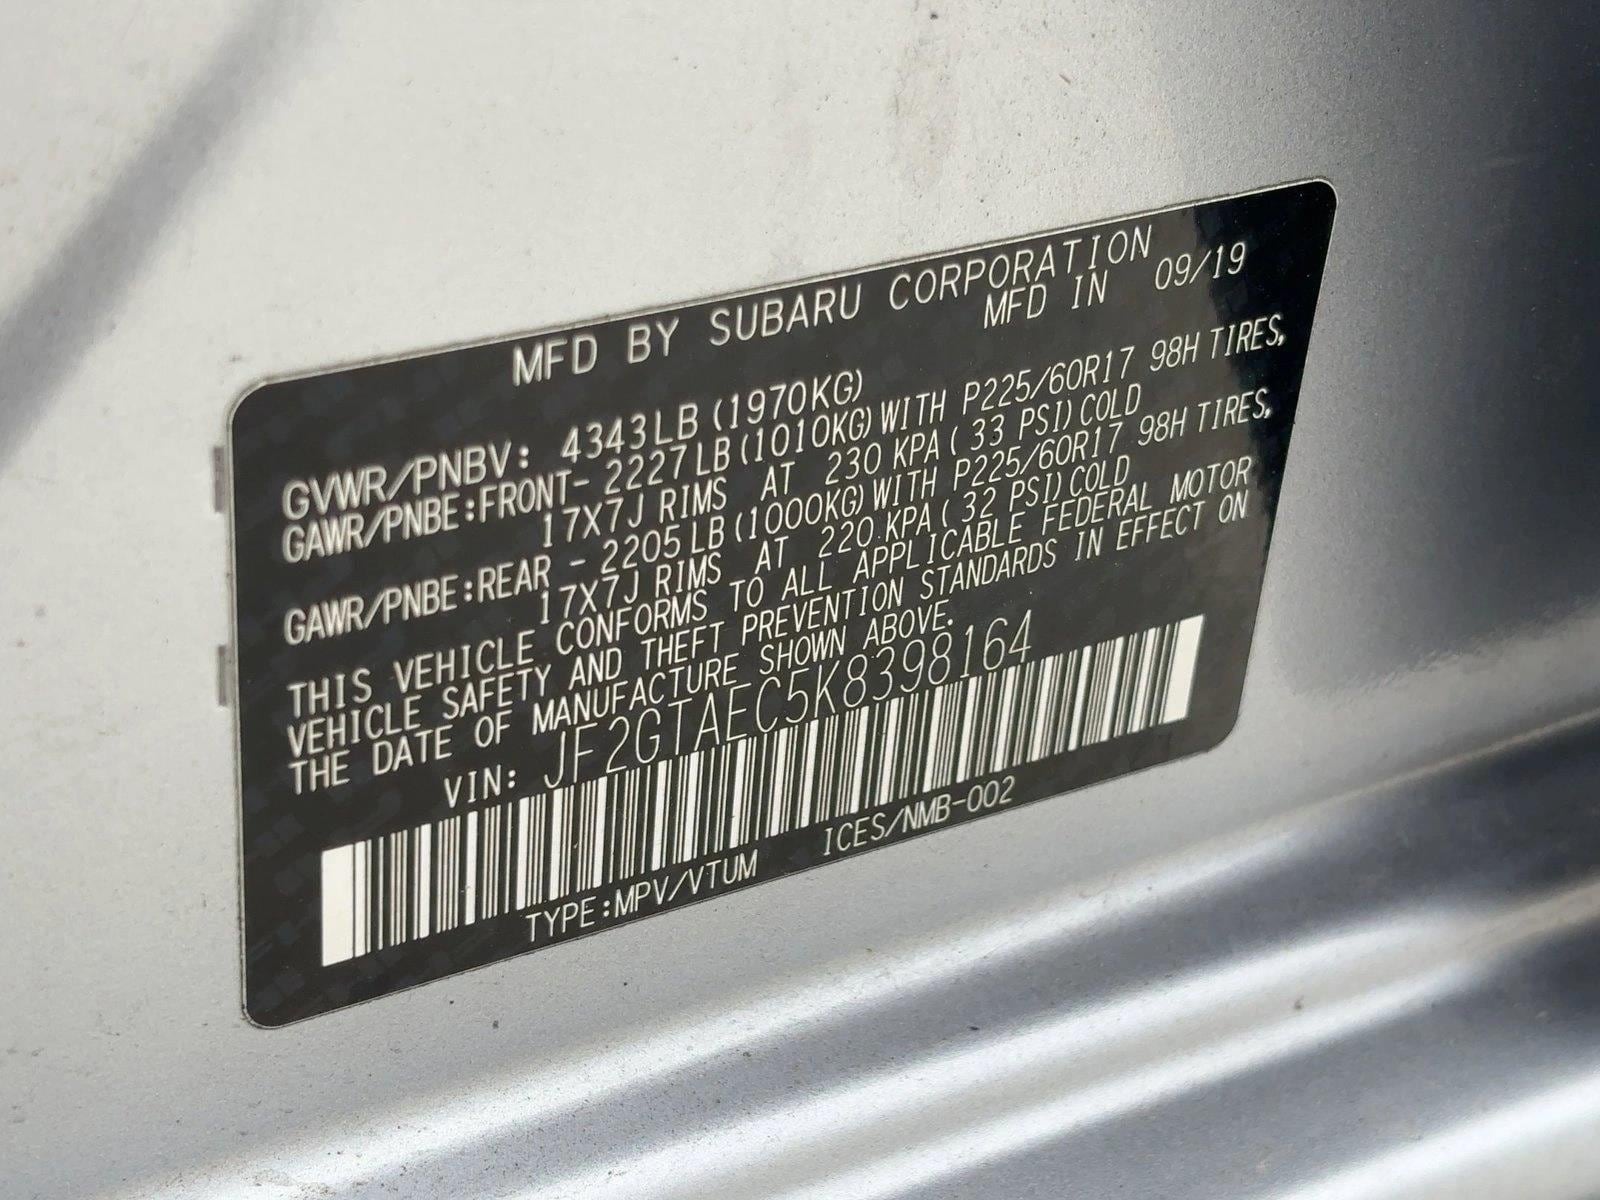 MFD BY SUBARU CORPORATION
MFD IN 09/19
GVWR/PNBV: 4343LB (1970KG)
GAWR/PNBE:FRONT- 2227LB (1010KG) WITH P225/60R17 98H TIRES,
17X7J RIMS AT 230 KPA ( 33 PSI) COLD
GAWR/PNBE:REAR - 2205LB (1000KG) WITH P225/60R17 98H TIRES,
17X7J RIMS AT 220 KPA ( 32 PSI) COLD
THIS VEHICLE CONFORMS TO ALL APPLICABLE FEDERAL MOTOR
VEHICLE SAFETY AND THEFT PREVENTION STANDARDS IN EFFECT ON
THE DATE OF MANUFACTURE SHOWN ABOVE.
VIN: JF2GTAEC5K8398164
TYPE:MPV/VTUM ICES/NMB-002